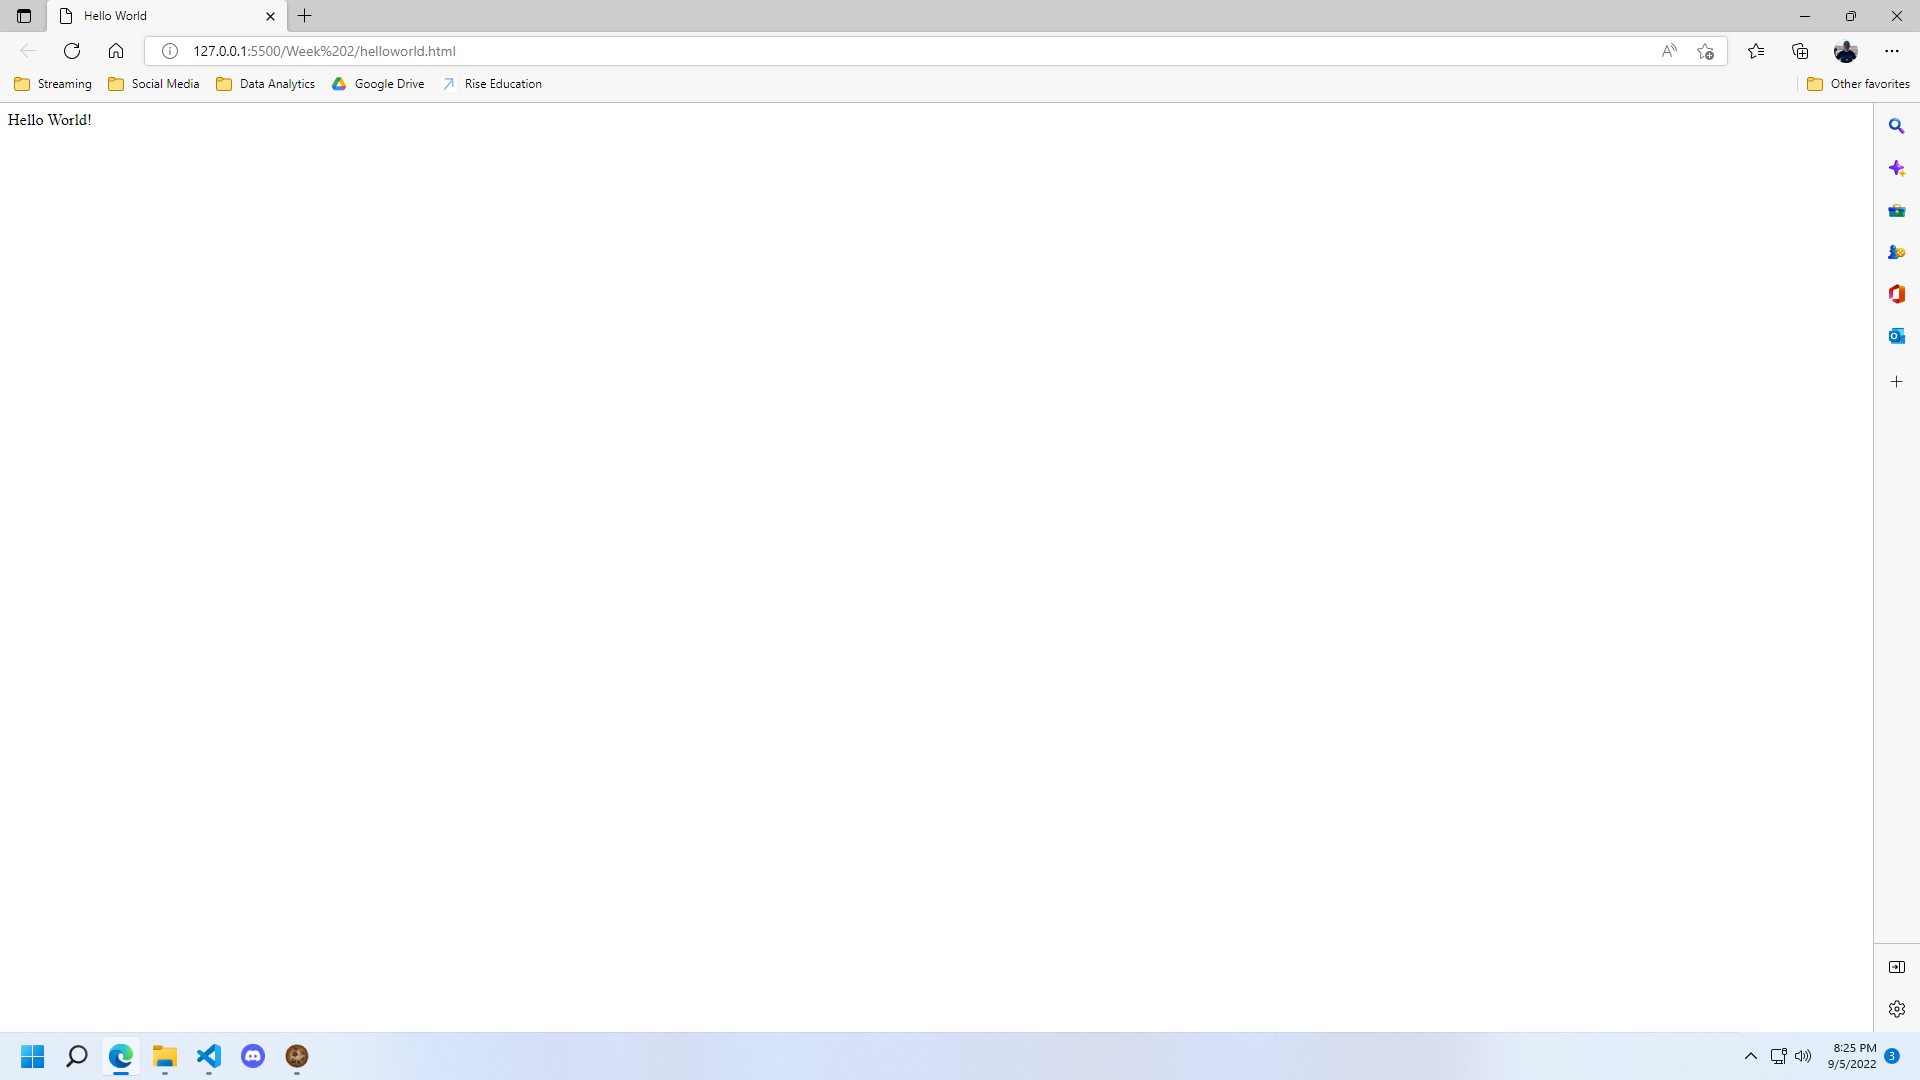 Hello World
127.0.0.1:5500/Week%202/helloworld.html
Streaming Social Media Data Analytics Google Drive Rise Education Other favorites
Hello World!
8:25 PM
9/5/2022
3